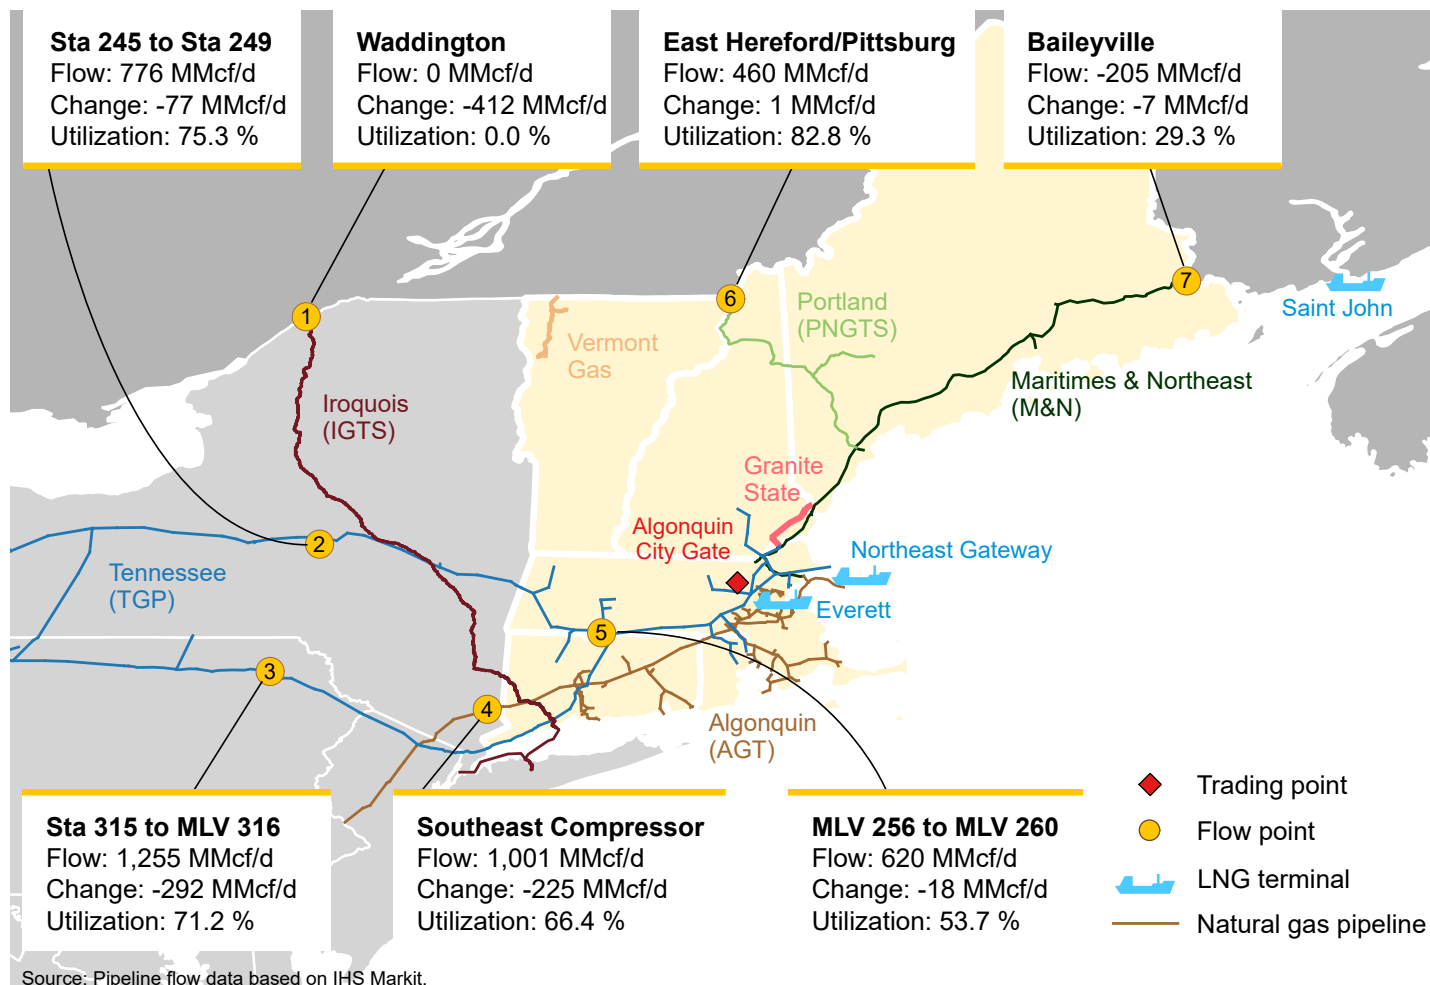 Sta 245 to Sta 249
Flow: 776 MMcf/d
Change: -77 MMcf/d
Utilization: 75.3 %
Waddington
Flow: 0 MMcf/d
Change: -412 MMcf/d
Utilization: 0.0 %
East Hereford/Pittsburg
Flow: 460 MMcf/d
Change: 1 MMcf/d
Utilization: 82.8 %
Baileyville
Flow: -205 MMcf/d
Change: -7 MMcf/d
Utilization: 29.3 %
7
6
1
Saint John
Portland
(PNGTS)
Vermont
Gas
Maritimes & Northeast
(M&N)
Iroquois
(IGTS)
Granite
State
Algonquin
City Gate
2
Northeast Gateway
Tennessee
(TGP)
Everett
5
3
4
Algonquin
(AGT)
Sta 315 to MLV 316
Flow: 1,255 MMcf/d
Change: -292 MMcf/d
Utilization: 71.2 %
Southeast Compressor
Flow: 1,001 MMcf/d
Change: -225 MMcf/d
Utilization: 66.4 %
MLV 256 to MLV 260
Flow: 620 MMcf/d
Change: -18 MMcf/d
Utilization: 53.7 %
Trading point
Flow point
LNG terminal
Natural gas pipeline
Source: Pipeline flow data based on IHS Markit.